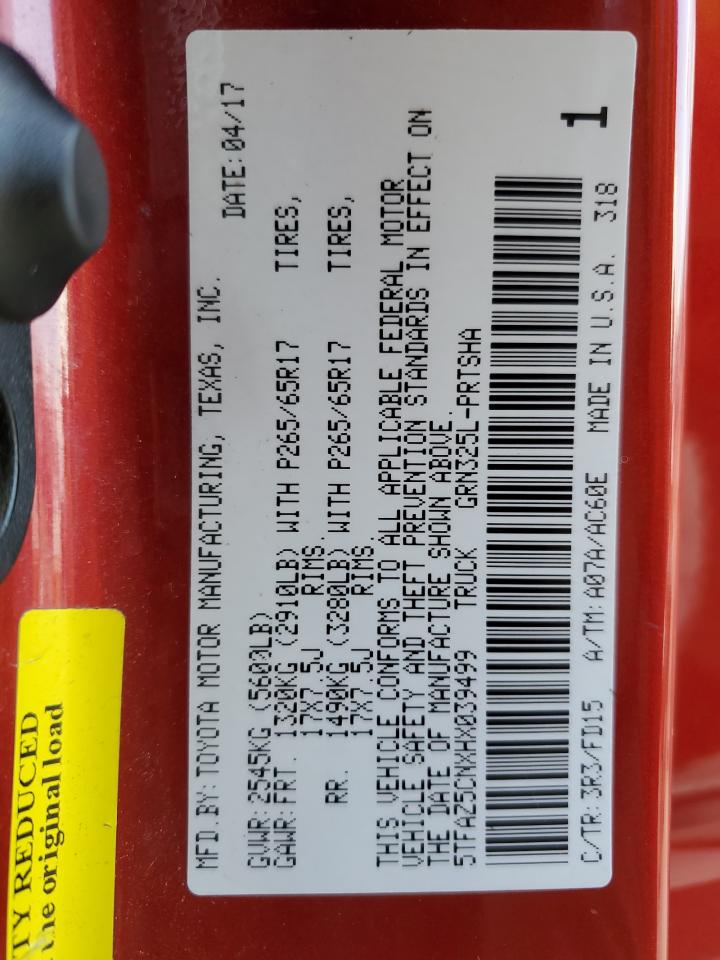 MFD.BY:TOYOTA MOTOR MANUFACTURING, TEXAS, INC.
DATE:04/17
GVWR:2545KG (5603LB)
GAWR:FRT. 1320KG (2910LB) WITH P265/65R17 TIRES,
17X7.5J RIMS.
RR. 1490KG (3280LB) WITH P265/65R17 TIRES,
17X7.5J RIMS.
THIS VEHICLE CONFORMS TO ALL APPLICABLE FEDERAL MOTOR
VEHICLE SAFETY AND THEFT PREVENTION STANDARDS IN EFFECT ON
THE DATE OF MANUFACTURE SHOWN ABOVE.
5TFAZ5CNXHX039499 TRUCK GRN325L-PRTSHA
1
C/TR:3R3/FD15 A/TM:A07A/AC60E MADE IN U.S.A. 318
REDUCED
the original load